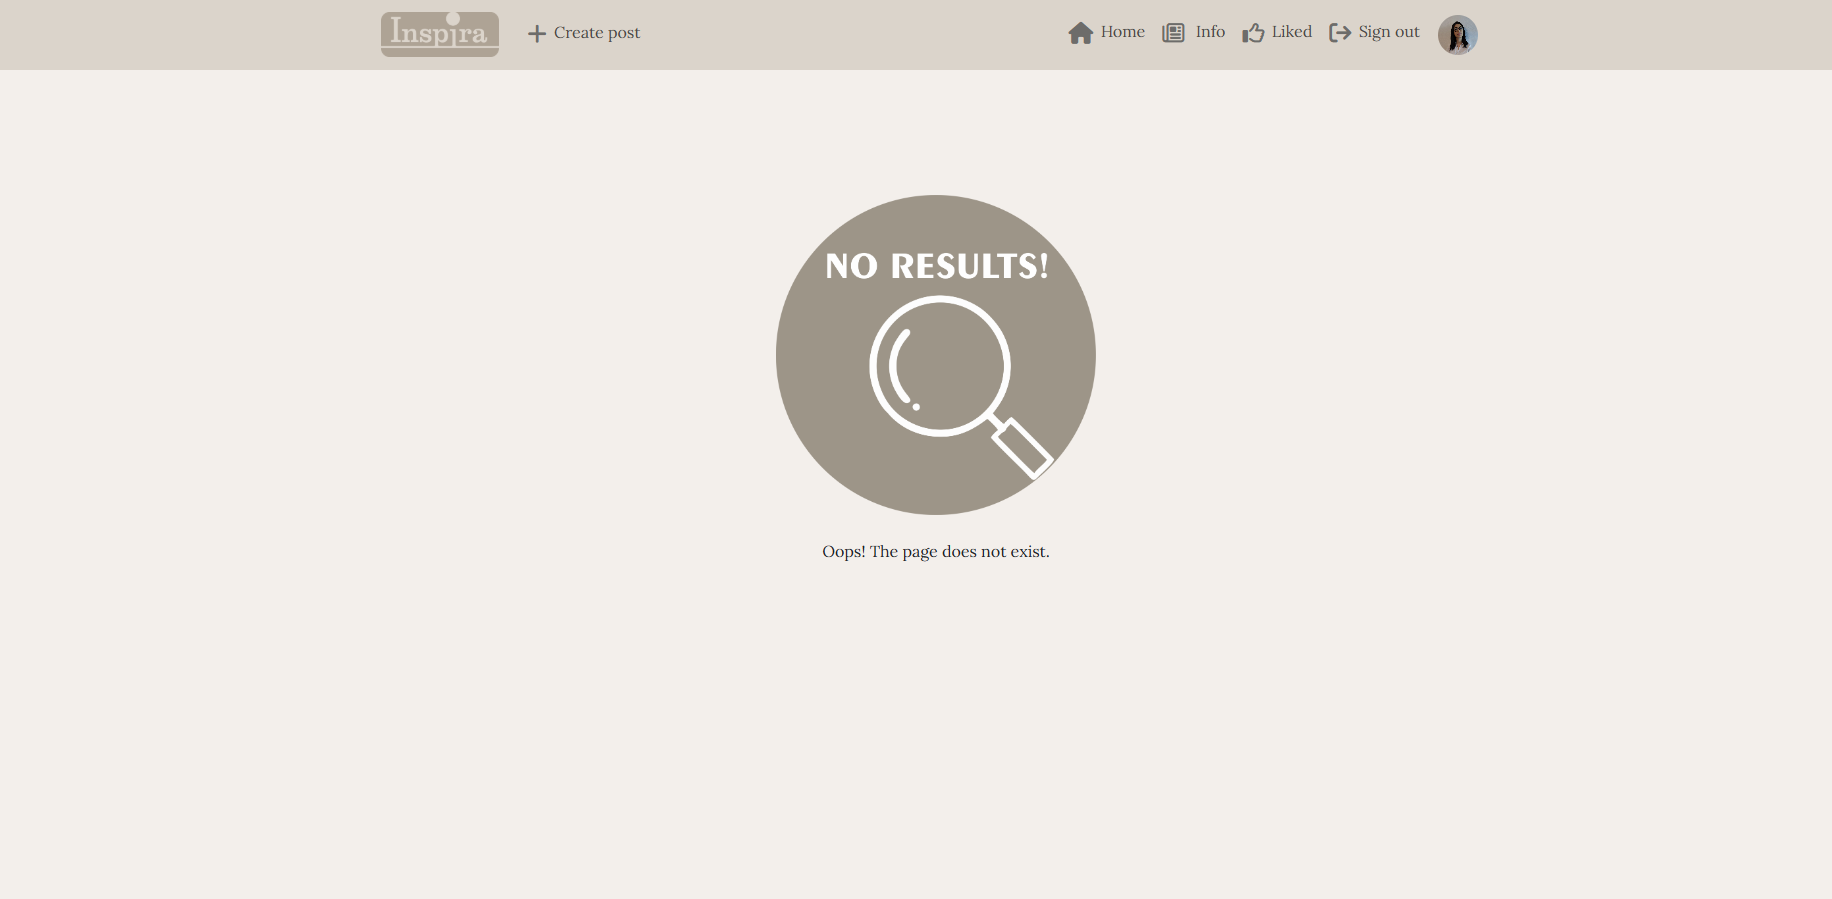 Inspira
Create post
Home
Info
Liked
Sign out
NO RESULTS!
Oops! The page does not exist.